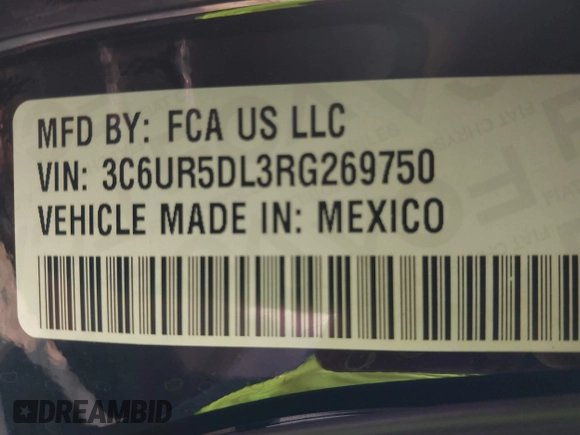 MFD BY: FCA US LLC
VIN: 3C6UR5DL3RG269750
VEHICLE MADE IN: MEXICO
DREAMBID